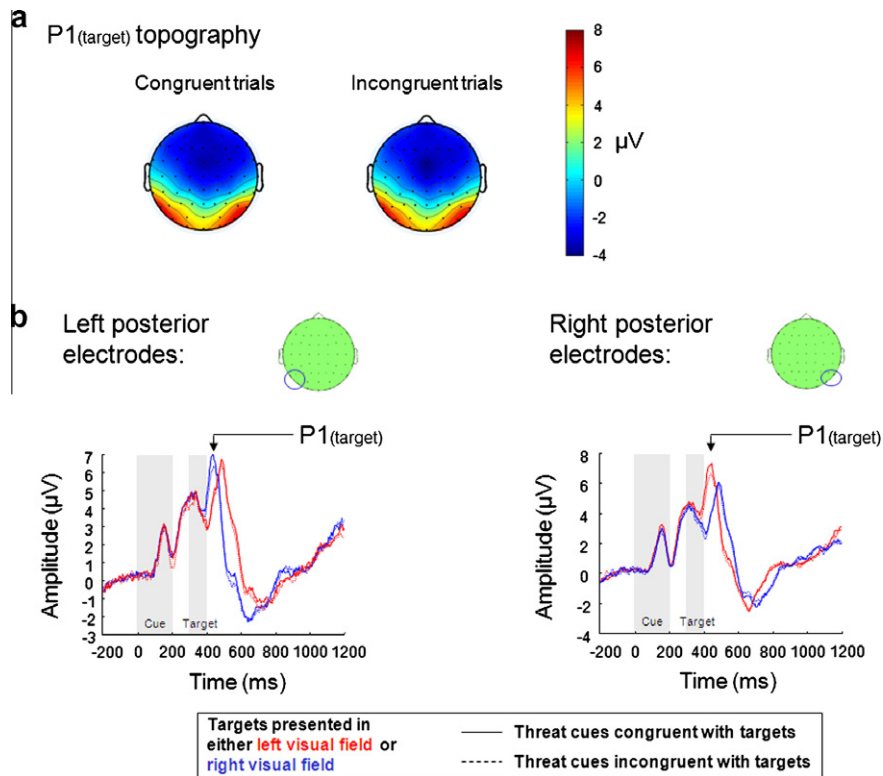 a
P1(target) topography
Congruent trials
Incongruent trials
8
6
4
2
0
-2
-4
µV
b
Left posterior
electrodes:
Right posterior
electrodes:
P1(target)
7
6
5
4
3
2
1
0
-1
-2
-3
Amplitude (µV)
Cue
Target
-200 0 200 400 600 800 1000 1200
Time (ms)
P1(target)
8
6
4
2
0
-2
-4
Amplitude (µV)
Cue
Target
-200 0 200 400 600 800 1000 1200
Time (ms)
Targets presented in
either left visual field or
right visual field
Threat cues congruent with targets
Threat cues incongruent with targets